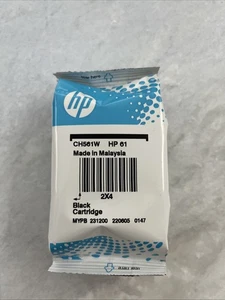 hp
CH561W HP 61
Made in Malaysia
2X4
Black
Cartridge
MYPB 231200 220605 0147